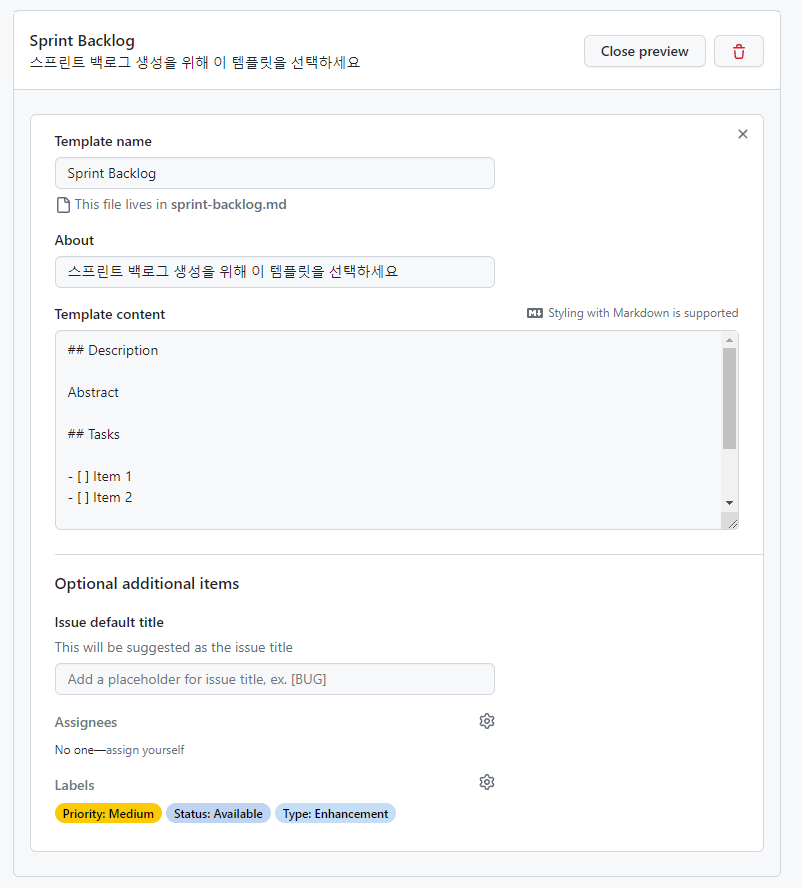 Sprint Backlog
스프린트 백로그 생성을 위해 이 템플릿을 선택하세요
Close preview
Template name
Sprint Backlog
This file lives in sprint-backlog.md
About
스프린트 백로그 생성을 위해 이 템플릿을 선택하세요
Template content
Styling with Markdown is supported
## Description
Abstract
## Tasks
- [ ] Item 1
- [ ] Item 2
Optional additional items
Issue default title
This will be suggested as the issue title
Add a placeholder for issue title, ex. [BUG]
Assignees
No one—assign yourself
Labels
Priority: Medium Status: Available Type: Enhancement